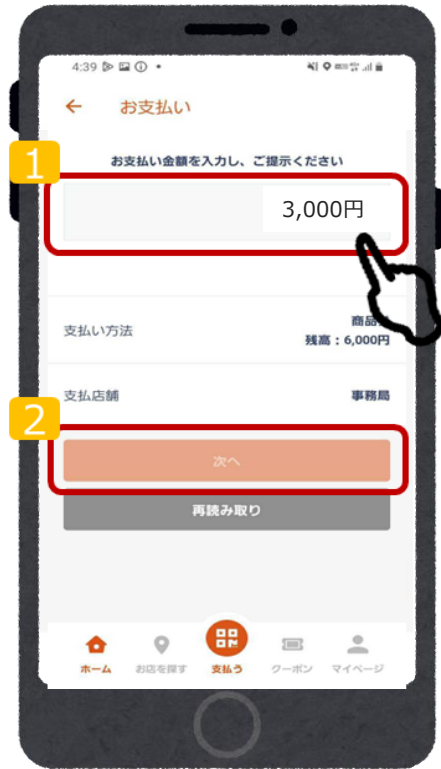 4:39
お支払い
1
お支払い金額を入力し、ご提示ください
3,000円
支払い方法
商品
残高：6,000円
支払店舗
事務局
2
次へ
再読み取り
ホーム
お店を探す
支払う
クーポン
マイページ